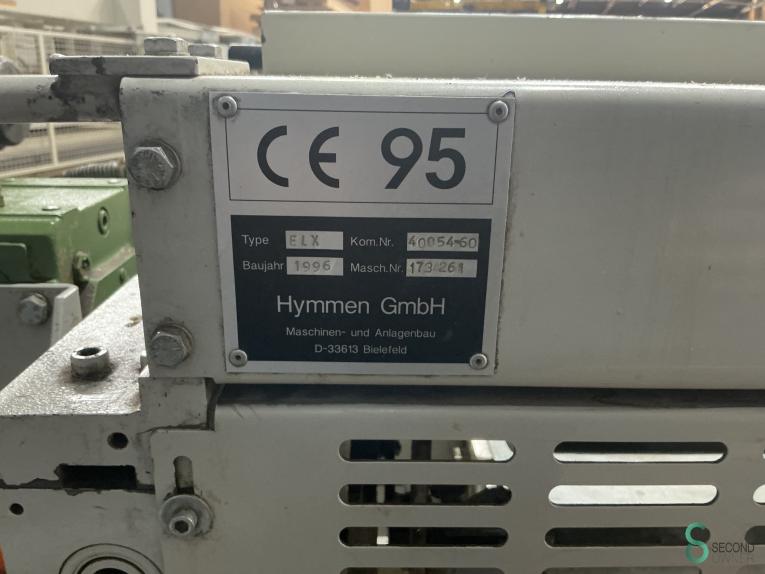 CE 95
Type ELX Kom.Nr. 40054-60
Baujahr 1996 Masch.Nr. 173/261
Hymmen GmbH
Maschinen- und Anlagenbau
D-33613 Bielefeld
SECOND
OWNER